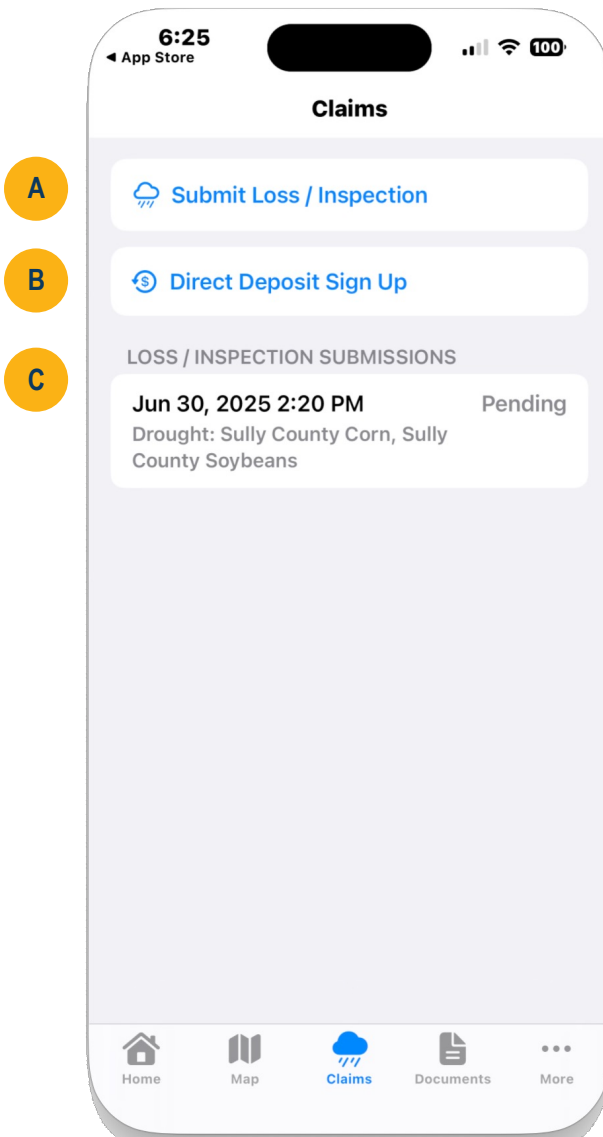 6:25
◀ App Store
100
Claims
A
Submit Loss / Inspection
B
Direct Deposit Sign Up
C
LOSS / INSPECTION SUBMISSIONS
Jun 30, 2025 2:20 PM Pending
Drought: Sully County Corn, Sully
County Soybeans
Home Map Claims Documents More